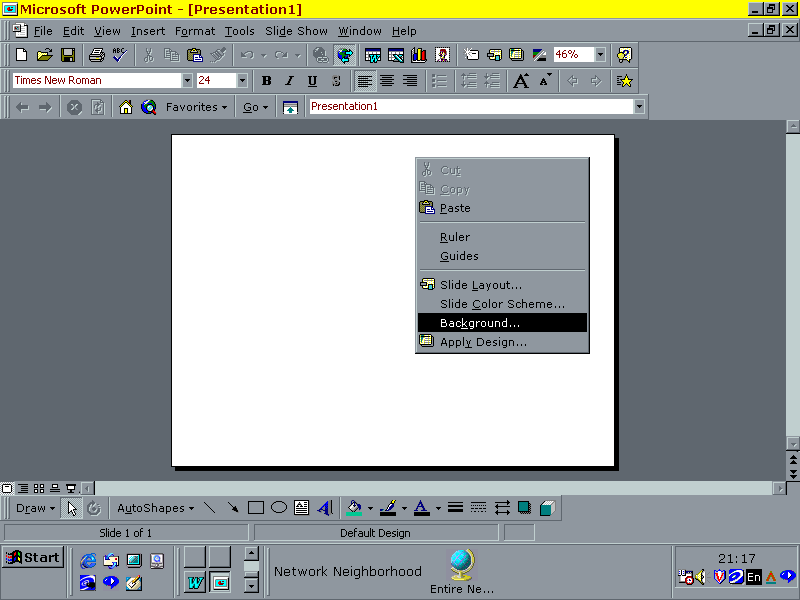 Microsoft PowerPoint - [Presentation1]
File Edit View Insert Format Tools Slide Show Window Help
ABC 46%
Times New Roman 24 B I U S A A
Favorites Go Presentation1
Cut
Copy
Paste
Ruler
Guides
Slide Layout...
Slide Color Scheme...
Background...
Apply Design...
Draw AutoShapes A A
Slide 1 of 1 Default Design
Start W Network Neighborhood Entire Ne... 21:17
En